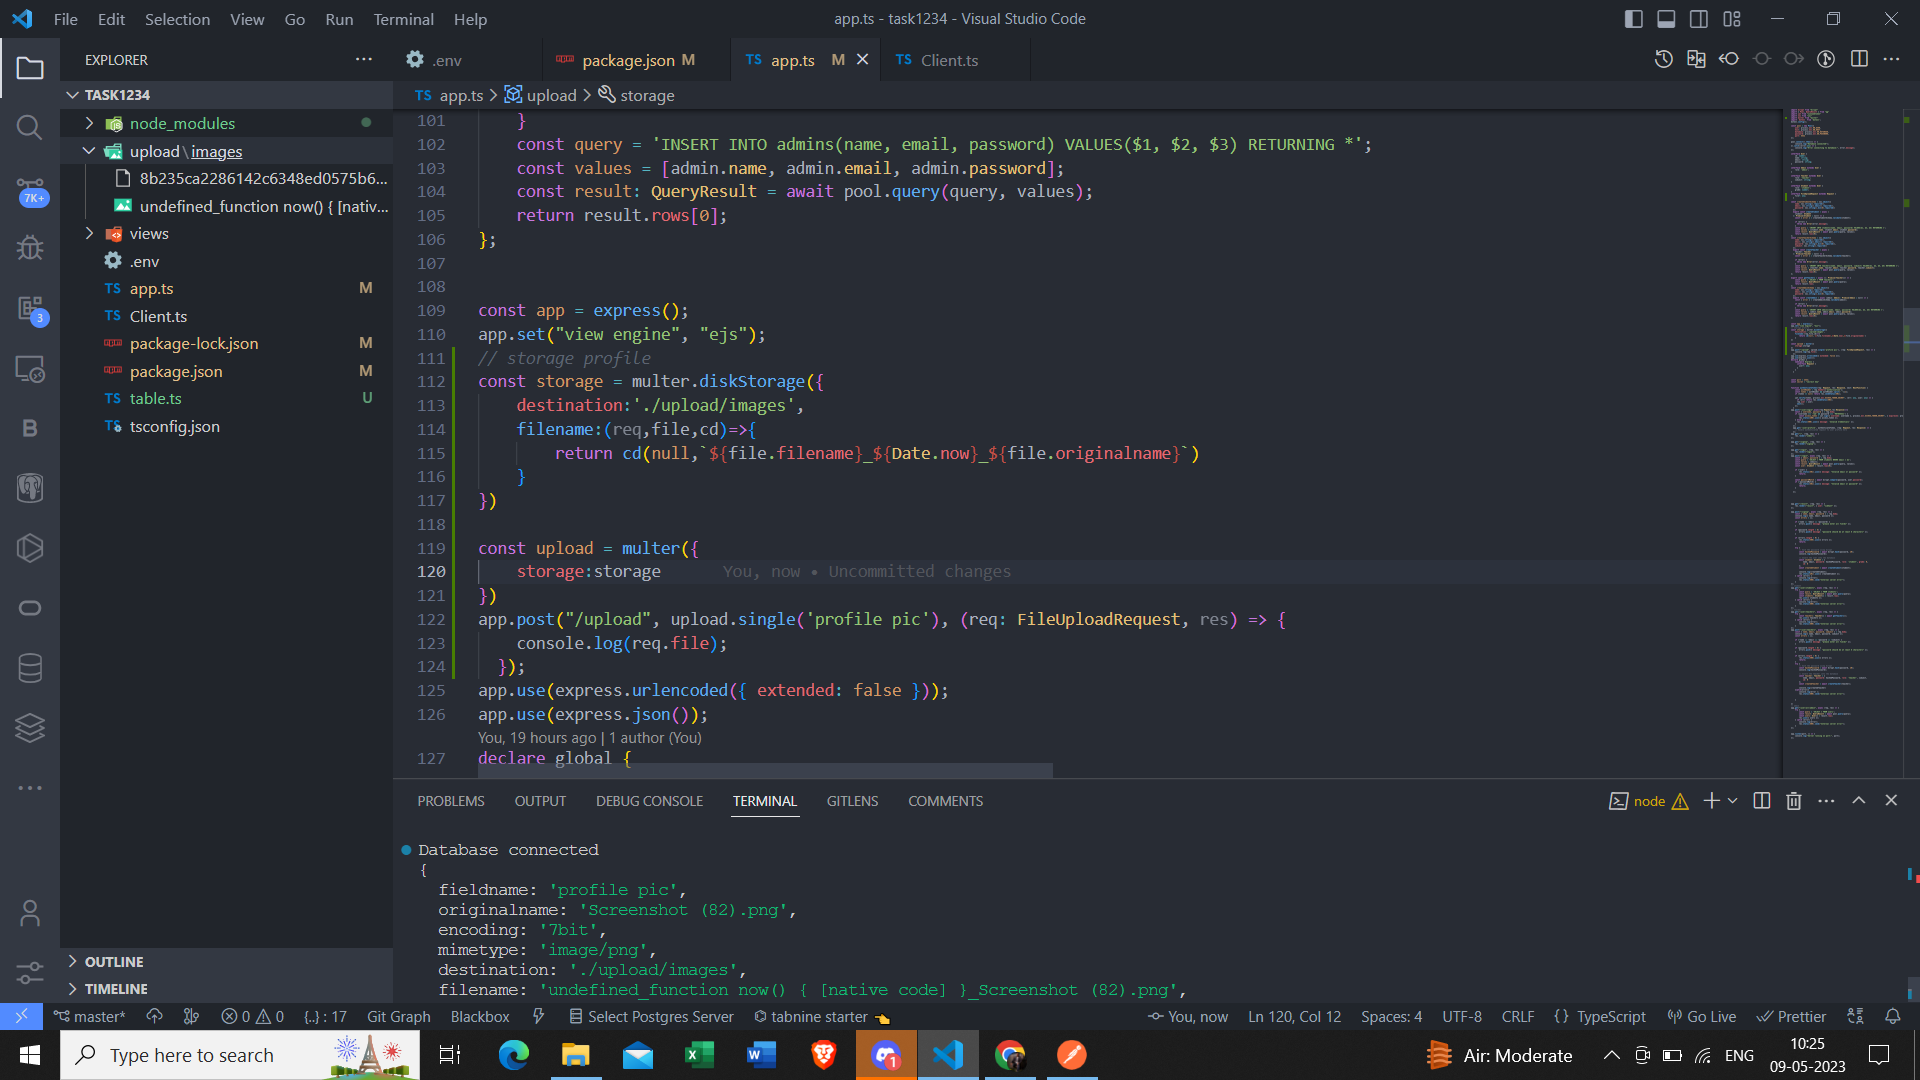 File Edit Selection View Go Run Terminal Help
app.ts - task1234 - Visual Studio Code
EXPLORER
TASK1234
node_modules
upload\images
8b235ca2286142c6348ed0575b6...
undefined_function now() { [nativ...
views
.env
app.ts M
Client.ts
package-lock.json M
package.json M
table.ts U
tsconfig.json
OUTLINE
TIMELINE
7K+
3
.env
package.json M
TS app.ts M
TS Client.ts
TS app.ts > upload > storage
101 }
102 const query = 'INSERT INTO admins(name, email, password) VALUES($1, $2, $3) RETURNING *';
103 const values = [admin.name, admin.email, admin.password];
104 const result: QueryResult = await pool.query(query, values);
105 return result.rows[0];
106 };
107
108
109 const app = express();
110 app.set("view engine", "ejs");
111 // storage profile
112 const storage = multer.diskStorage({
113 destination:'./upload/images',
114 filename:(req,file,cd)=>{
115 return cd(null,`${file.filename}_${Date.now}_${file.originalname}`)
116 }
117 })
118
119 const upload = multer({
120 storage:storage You, now • Uncommitted changes
121 })
122 app.post("/upload", upload.single('profile pic'), (req: FileUploadRequest, res) => {
123 console.log(req.file);
124 });
125 app.use(express.urlencoded({ extended: false }));
126 app.use(express.json());
You, 19 hours ago | 1 author (You)
127 declare global {
PROBLEMS OUTPUT DEBUG CONSOLE TERMINAL GITLENS COMMENTS
node
Database connected
{
fieldname: 'profile pic',
originalname: 'Screenshot (82).png',
encoding: '7bit',
mimetype: 'image/png',
destination: './upload/images',
filename: 'undefined_function now() { [native code] }_Screenshot (82).png',
master* 0 0 {..} : 17 Git Graph Blackbox Select Postgres Server tabnine starter
You, now Ln 120, Col 12 Spaces: 4 UTF-8 CRLF {} TypeScript Go Live Prettier
Type here to search
1
Air: Moderate
ENG
10:25
09-05-2023